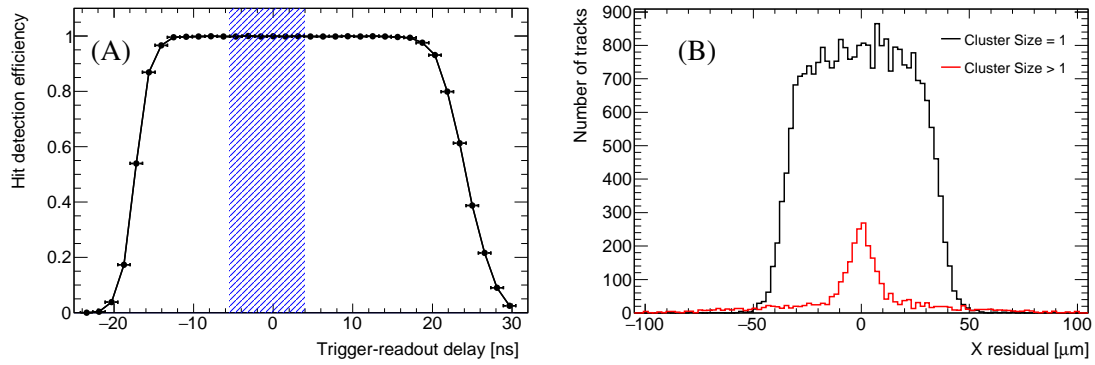 (A)
Hit detection efficiency
1
0.8
0.6
0.4
0.2
0
−20 −10 0 10 20 30
Trigger-readout delay [ns]
(B)
Number of tracks
900
800
700
600
500
400
300
200
100
0
Cluster Size = 1
Cluster Size > 1
−100 −50 0 50 100
X residual [μm]